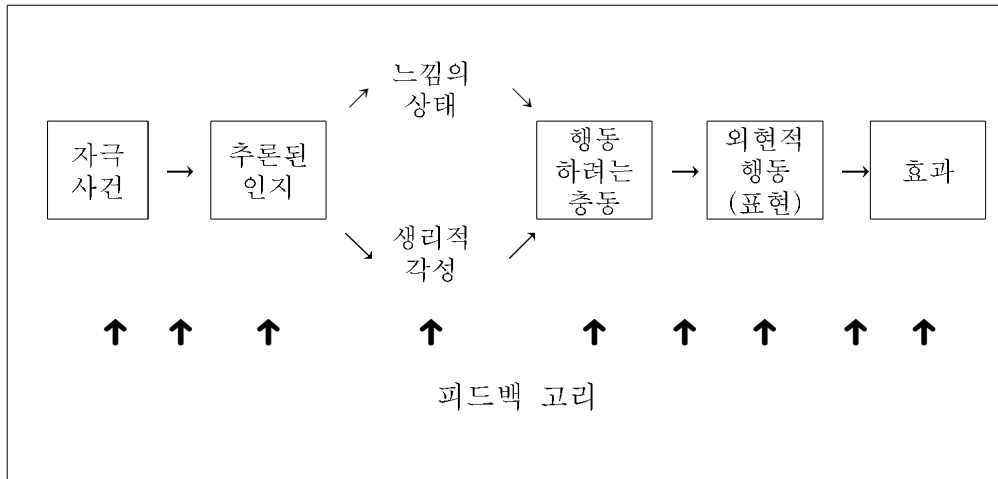 자극
사건
→
추론된
인지
↗
느낌의
상태
↘
↘
생리적
각성
↗
행동
하려는
충동
→
외현적
행동
(표현)
→
효과
피드백 고리